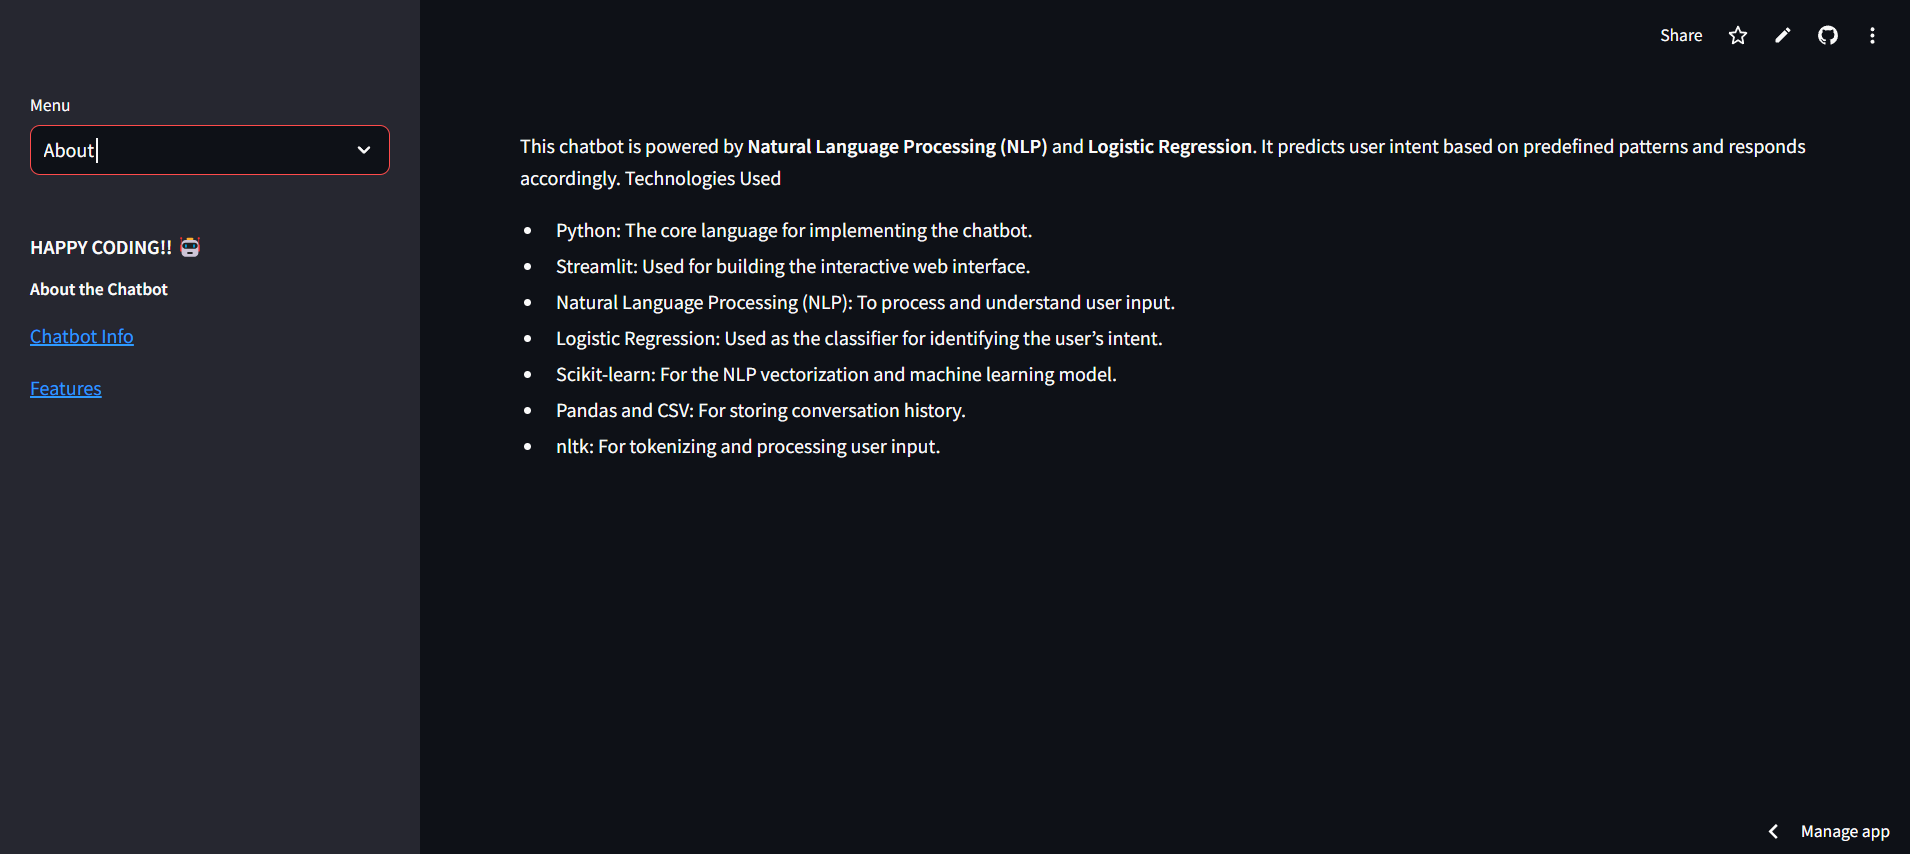 Share
Menu
About
HAPPY CODING!!
About the Chatbot
Chatbot Info
Features
This chatbot is powered by Natural Language Processing (NLP) and Logistic Regression. It predicts user intent based on predefined patterns and responds
accordingly. Technologies Used
• Python: The core language for implementing the chatbot.
• Streamlit: Used for building the interactive web interface.
• Natural Language Processing (NLP): To process and understand user input.
• Logistic Regression: Used as the classifier for identifying the user’s intent.
• Scikit-learn: For the NLP vectorization and machine learning model.
• Pandas and CSV: For storing conversation history.
• nltk: For tokenizing and processing user input.
Manage app